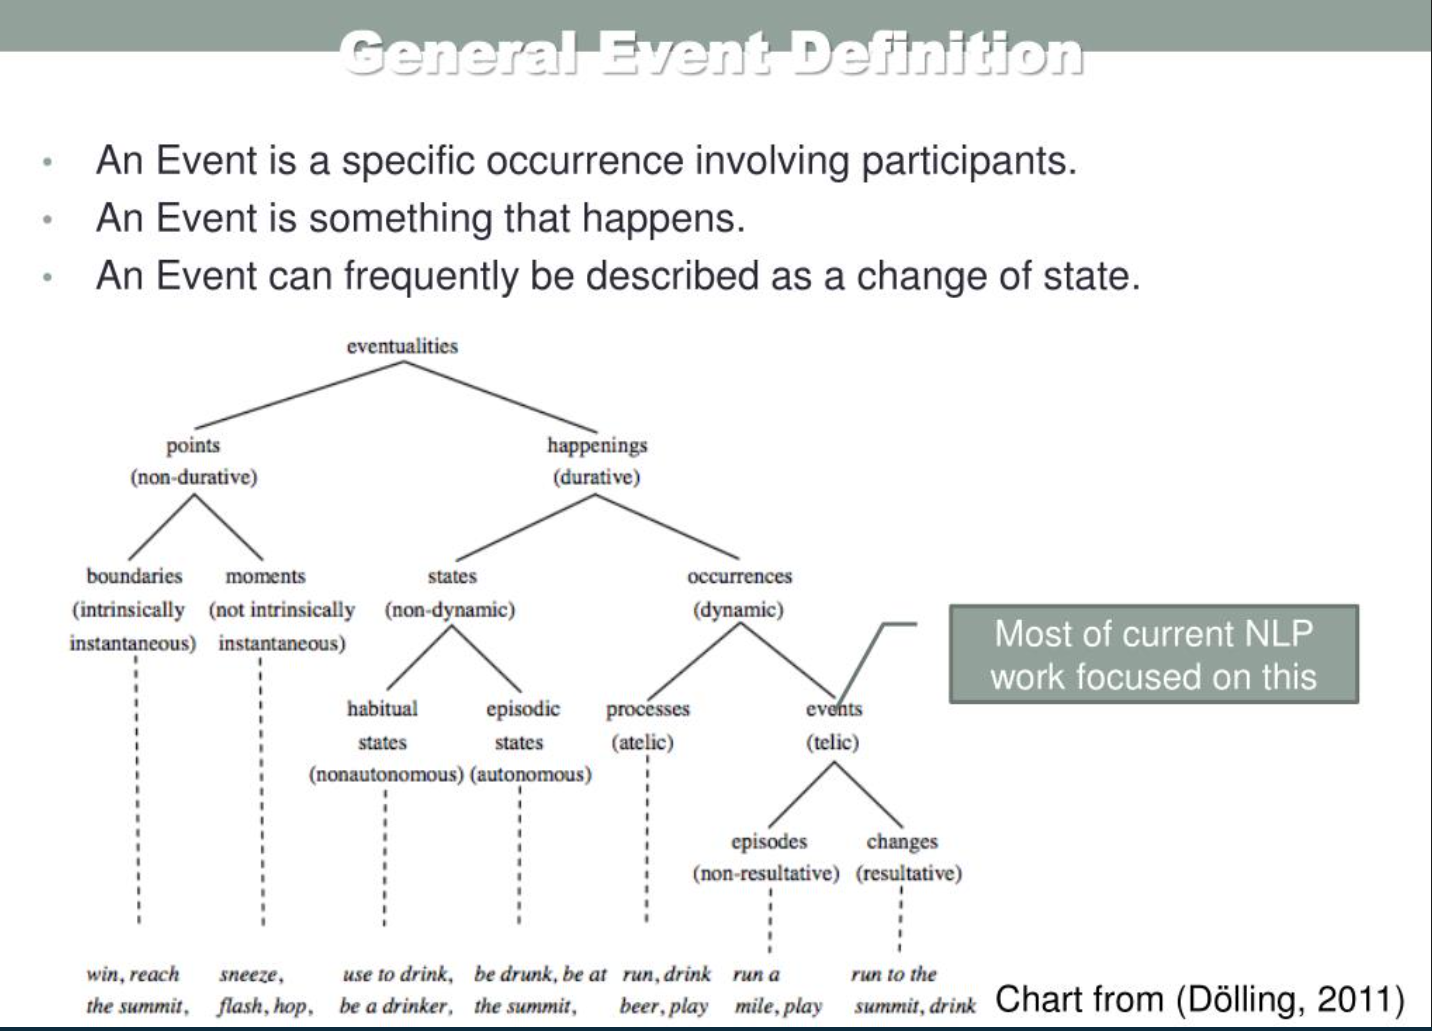 General Event Definition
• An Event is a specific occurrence involving participants.
• An Event is something that happens.
• An Event can frequently be described as a change of state.
eventualities
points happenings
(non-durative) (durative)
boundaries moments states occurrences
(intrinsically (not intrinsically (non-dynamic) (dynamic)
instantaneous) instantaneous)
Most of current NLP
work focused on this
habitual episodic processes events
states states (atelic) (telic)
(nonautonomous) (autonomous)
episodes changes
(non-resultative) (resultative)
win, reach sneeze, use to drink, be drunk, be at run, drink run a run to the
the summit, flash, hop, be a drinker, the summit, beer, play mile, play summit, drink
Chart from (Dölling, 2011)